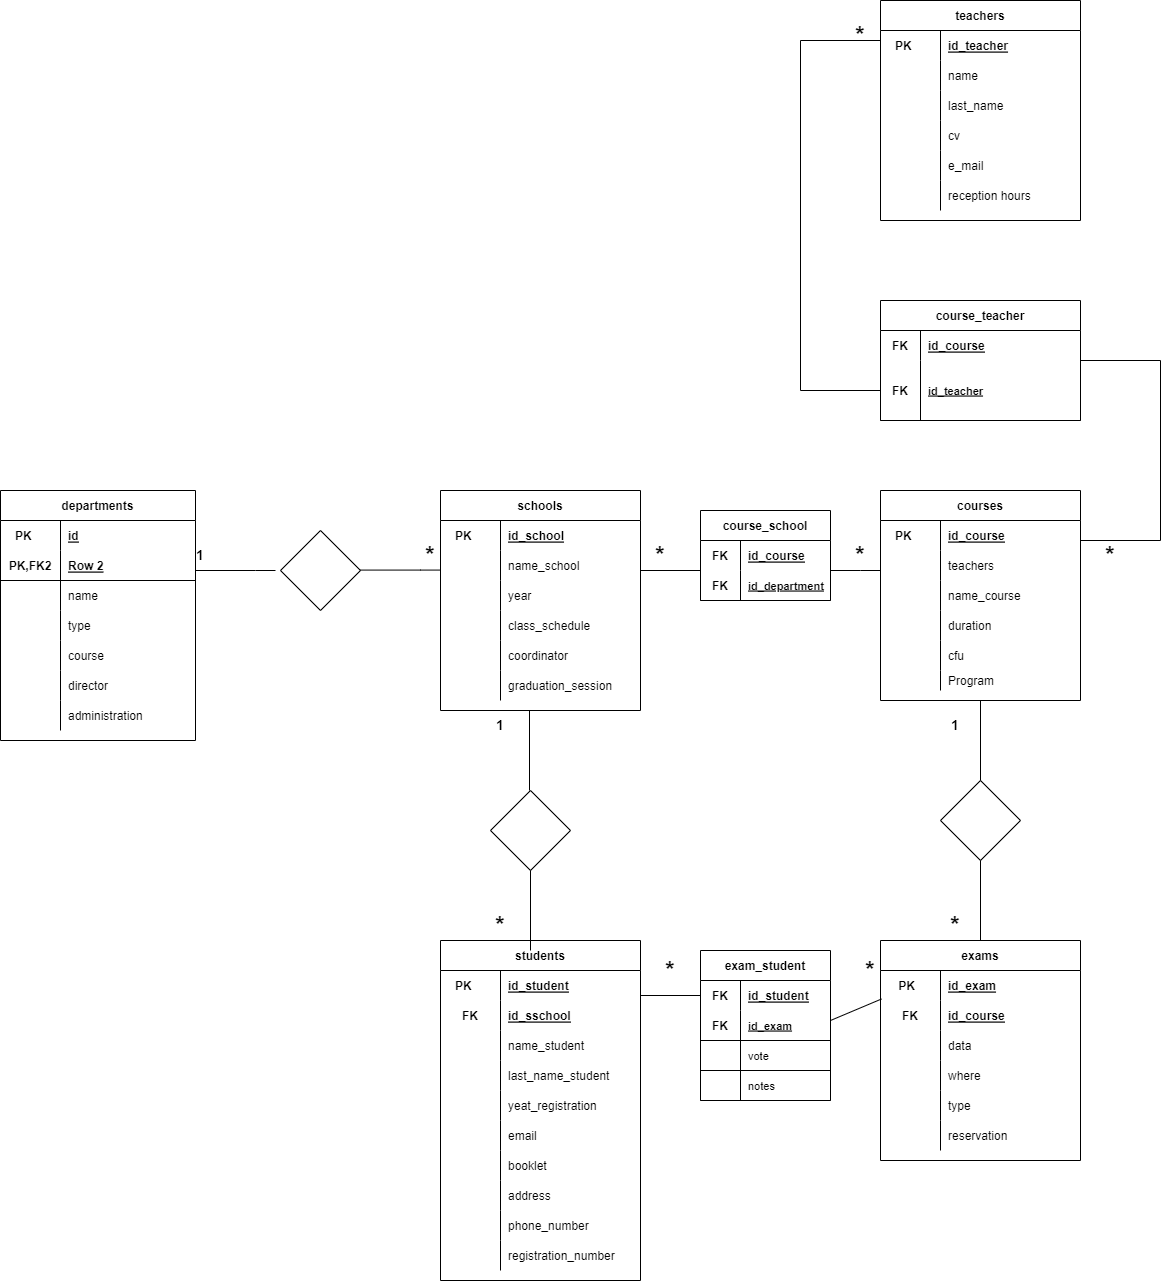 teachers
*
PK id_teacher
name
last_name
cv
e_mail
reception hours
course_teacher
FK id_course
FK id_teacher
departments
PK id
PK,FK2 Row 2
name
type
course
director
administration
1
*
schools
PK id_school
name_school
year
class_schedule
coordinator
graduation_session
*
course_school
FK id_course
FK id_department
*
courses
PK id_course
teachers
name_course
duration
cfu
Program
*
1
*
1
*
students
PK id_student
FK id_sschool
name_student
last_name_student
yeat_registration
email
booklet
address
phone_number
registration_number
*
exam_student
FK id_student
FK id_exam
vote
notes
*
exams
PK id_exam
FK id_course
data
where
type
reservation